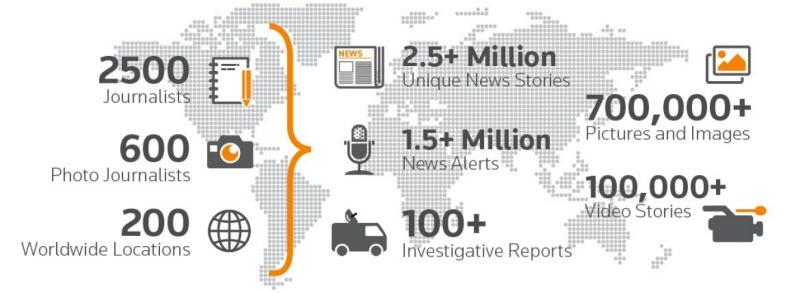 2500
Journalists
600
Photo Journalists
200
Worldwide Locations
NEWS
2.5+ Million
Unique News Stories
1.5+ Million
News Alerts
100+
Investigative Reports
700,000+
Pictures and Images
100,000+
Video Stories